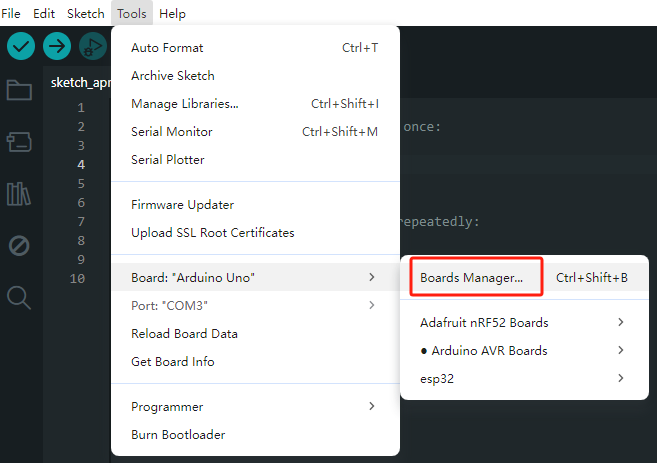 File Edit Sketch Tools Help
sketch_apr
Auto Format Ctrl+T
Archive Sketch
Manage Libraries... Ctrl+Shift+I
Serial Monitor Ctrl+Shift+M
Serial Plotter
Firmware Updater
Upload SSL Root Certificates
Board: "Arduino Uno"
Port: "COM3"
Reload Board Data
Get Board Info
Programmer
Burn Bootloader
1
2 once:
3
4
5
6
7 repeatedly:
8
9
10
Boards Manager... Ctrl+Shift+B
Adafruit nRF52 Boards
● Arduino AVR Boards
esp32